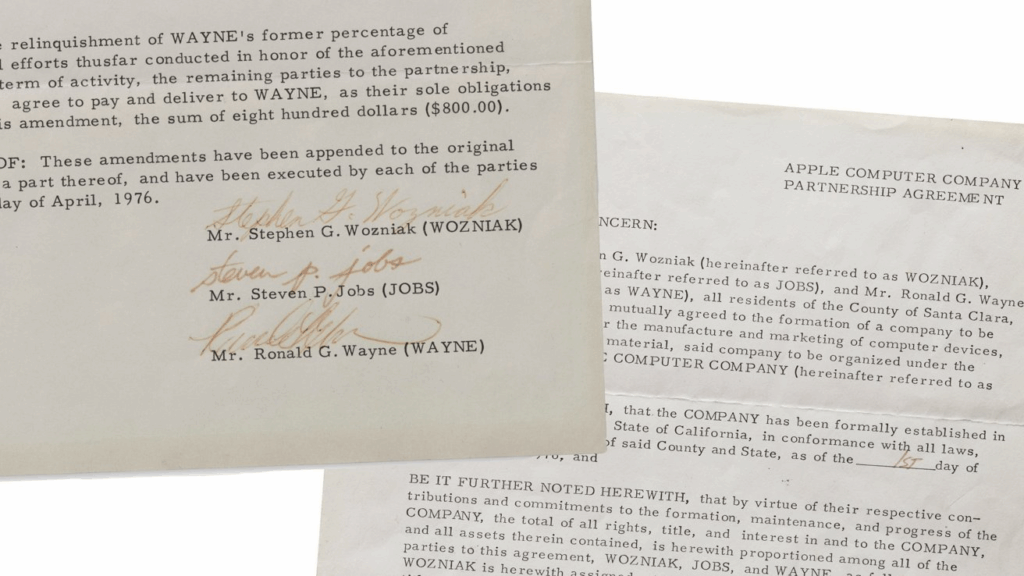 relinquishment of WAYNE's former percentage of
efforts thusfar conducted in honor of the aforementioned
term of activity, the remaining parties to the partnership,
agree to pay and deliver to WAYNE, as their sole obligations
is amendment, the sum of eight hundred dollars ($800.00).
OF: These amendments have been appended to the original
a part thereof, and have been executed by each of the parties
day of April, 1976.
Stephen G. Wozniak
Mr. Stephen G. Wozniak (WOZNIAK)
steven p. jobs
Mr. Steven P. Jobs (JOBS)
Mr. Ronald G. Wayne (WAYNE)
APPLE COMPUTER COMPANY
PARTNERSHIP AGREEMENT
NCERN:
n G. Wozniak (hereinafter referred to as WOZNIAK),
einafter referred to as JOBS), and Mr. Ronald G. Wayne
as WAYNE), all residents of the County of Santa Clara,
mutually agreed to the formation of a company to be
r the manufacture and marketing of computer devices,
material, said company to be organized under the
COMPUTER COMPANY (hereinafter referred to as
, that the COMPANY has been formally established in
State of California, in conformance with all laws,
of said County and State, as of the 1ST day of
and
BE IT FURTHER NOTED HEREWITH, that by virtue of their respective con-
tributions and commitments to the formation, maintenance, and progress of the
COMPANY, the total of all rights, title, and interest in and to the COMPANY,
and all assets therein contained, is herewith proportioned among all of the
parties to this agreement, WOZNIAK, JOBS, and WAYNE,
WOZNIAK is herewith